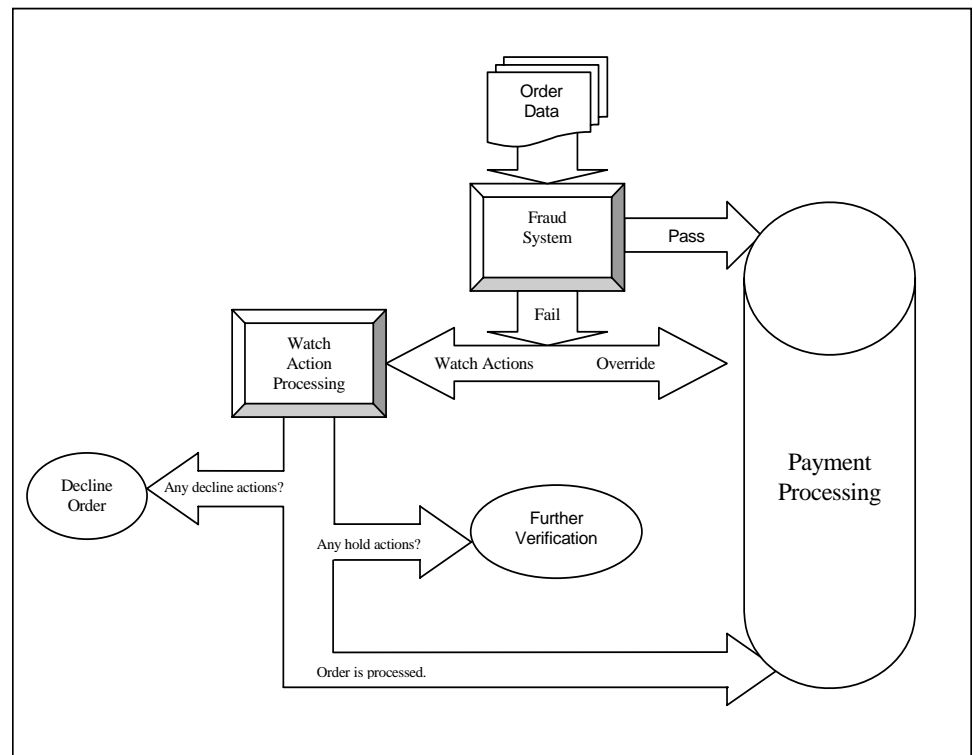 Order
Data
Fraud
System
Pass
Fail
Watch
Action
Processing
Watch Actions
Override
Payment
Processing
Decline
Order
Any decline actions?
Further
Verification
Any hold actions?
Order is processed.